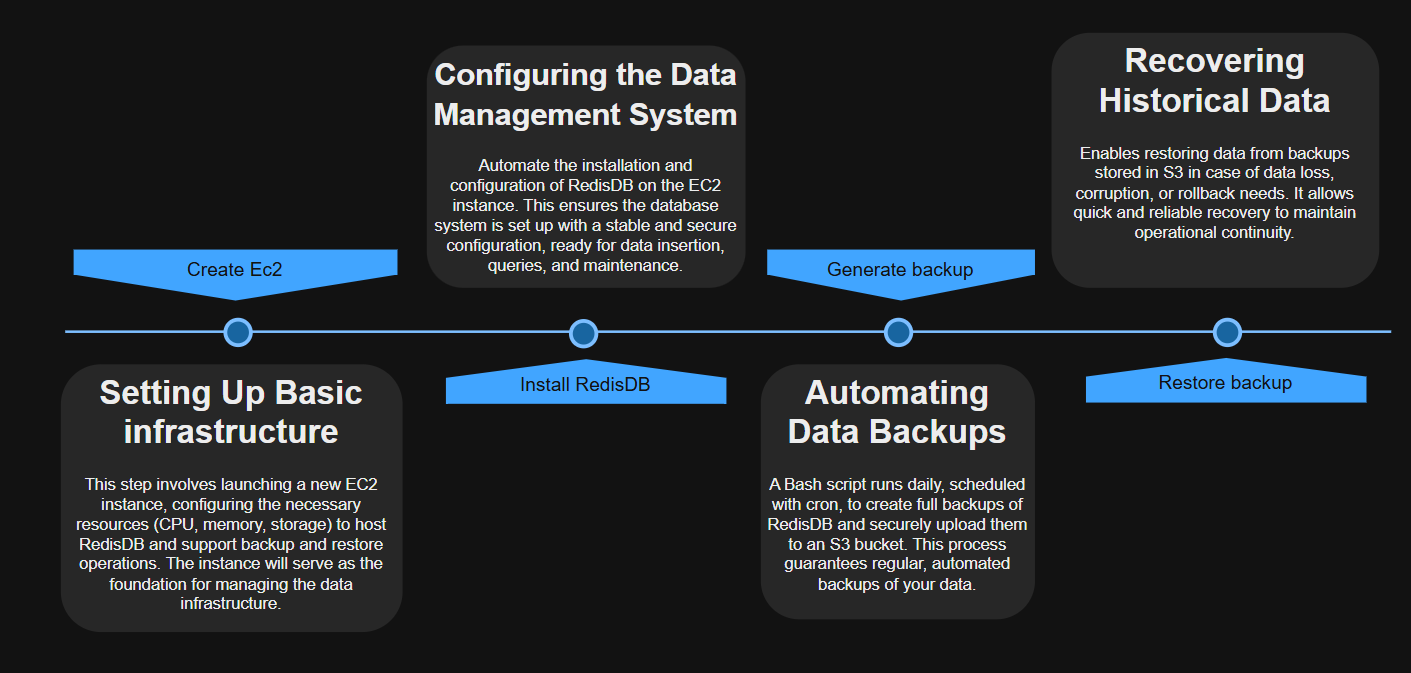 Create Ec2
Setting Up Basic
infrastructure
This step involves launching a new EC2
instance, configuring the necessary
resources (CPU, memory, storage) to host
RedisDB and support backup and restore
operations. The instance will serve as the
foundation for managing the data
infrastructure.
Configuring the Data
Management System
Automate the installation and
configuration of RedisDB on the EC2
instance. This ensures the database
system is set up with a stable and secure
configuration, ready for data insertion,
queries, and maintenance.
Install RedisDB
Generate backup
Automating
Data Backups
A Bash script runs daily, scheduled
with cron, to create full backups of
RedisDB and securely upload them
to an S3 bucket. This process
guarantees regular, automated
backups of your data.
Recovering
Historical Data
Enables restoring data from backups
stored in S3 in case of data loss,
corruption, or rollback needs. It allows
quick and reliable recovery to maintain
operational continuity.
Restore backup